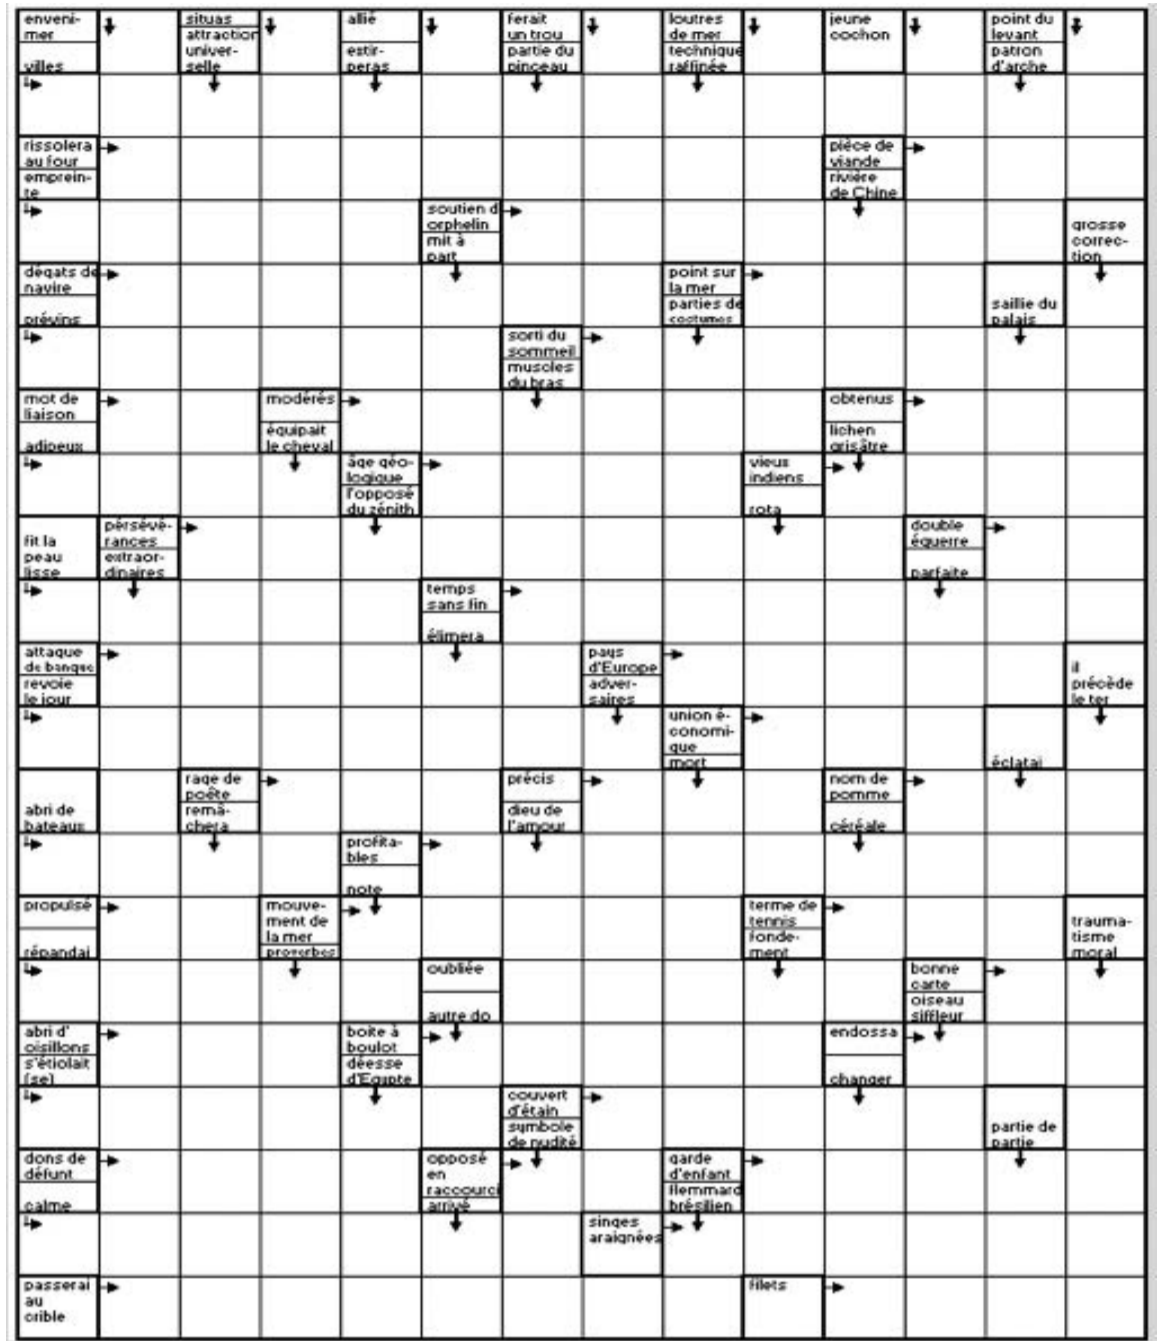 enveni-
mer
villes
situas
attraction
univer-
selle
allié
estir-
peras
ferait
un trou
partie du
pinceau
loutres
de mer
technique
raffinée
jeune
cochon
point du
levant
patron
d'arche
rissolera
au four
emprein-
te
pièce de
viande
rivière
de Chine
soutien d
orphelin
mit à
part
grosse
correc-
tion
dégats de
navire
prévins
point sur
la mer
parties de
costumes
saillie du
palais
sorti du
sommeil
muscles
du bras
mot de
liaison
adipeux
modérés
équipait
le cheval
obtenus
lichen
grisâtre
âge géo-
logique
l'opposé
du zénith
vieux
indiens
rota
fit la
peau
lisse
pérsévé-
rances
extraor-
dinaires
double
équerre
parfaite
temps
sans fin
élimera
attaque
de banque
revoie
le jour
pays
d'Europe
adver-
saires
il
précède
le ter
union é-
conomi-
que
mort
éclatai
abri de
bateaux
rage de
poête
remâ-
chera
précis
dieu de
l'amour
nom de
pomme
céréale
profita-
bles
note
propulsé
répandai
mouve-
ment de
la mer
proverbes
terme de
tennis
fonde-
ment
trauma-
tisme
moral
oubliée
autre do
bonne
carte
oiseau
siffleur
abri d'
oisillons
s'étiolait
(se)
boite à
boulot
déesse
d'Egypte
endossa
changer
couvert
d'étain
symbole
de nudité
partie de
partie
dons de
défunt
calme
opposé
en
raccourci
arrivé
garde
d'enfant
flemmard
brésilien
singes
araignées
passerai
au
crible
filets